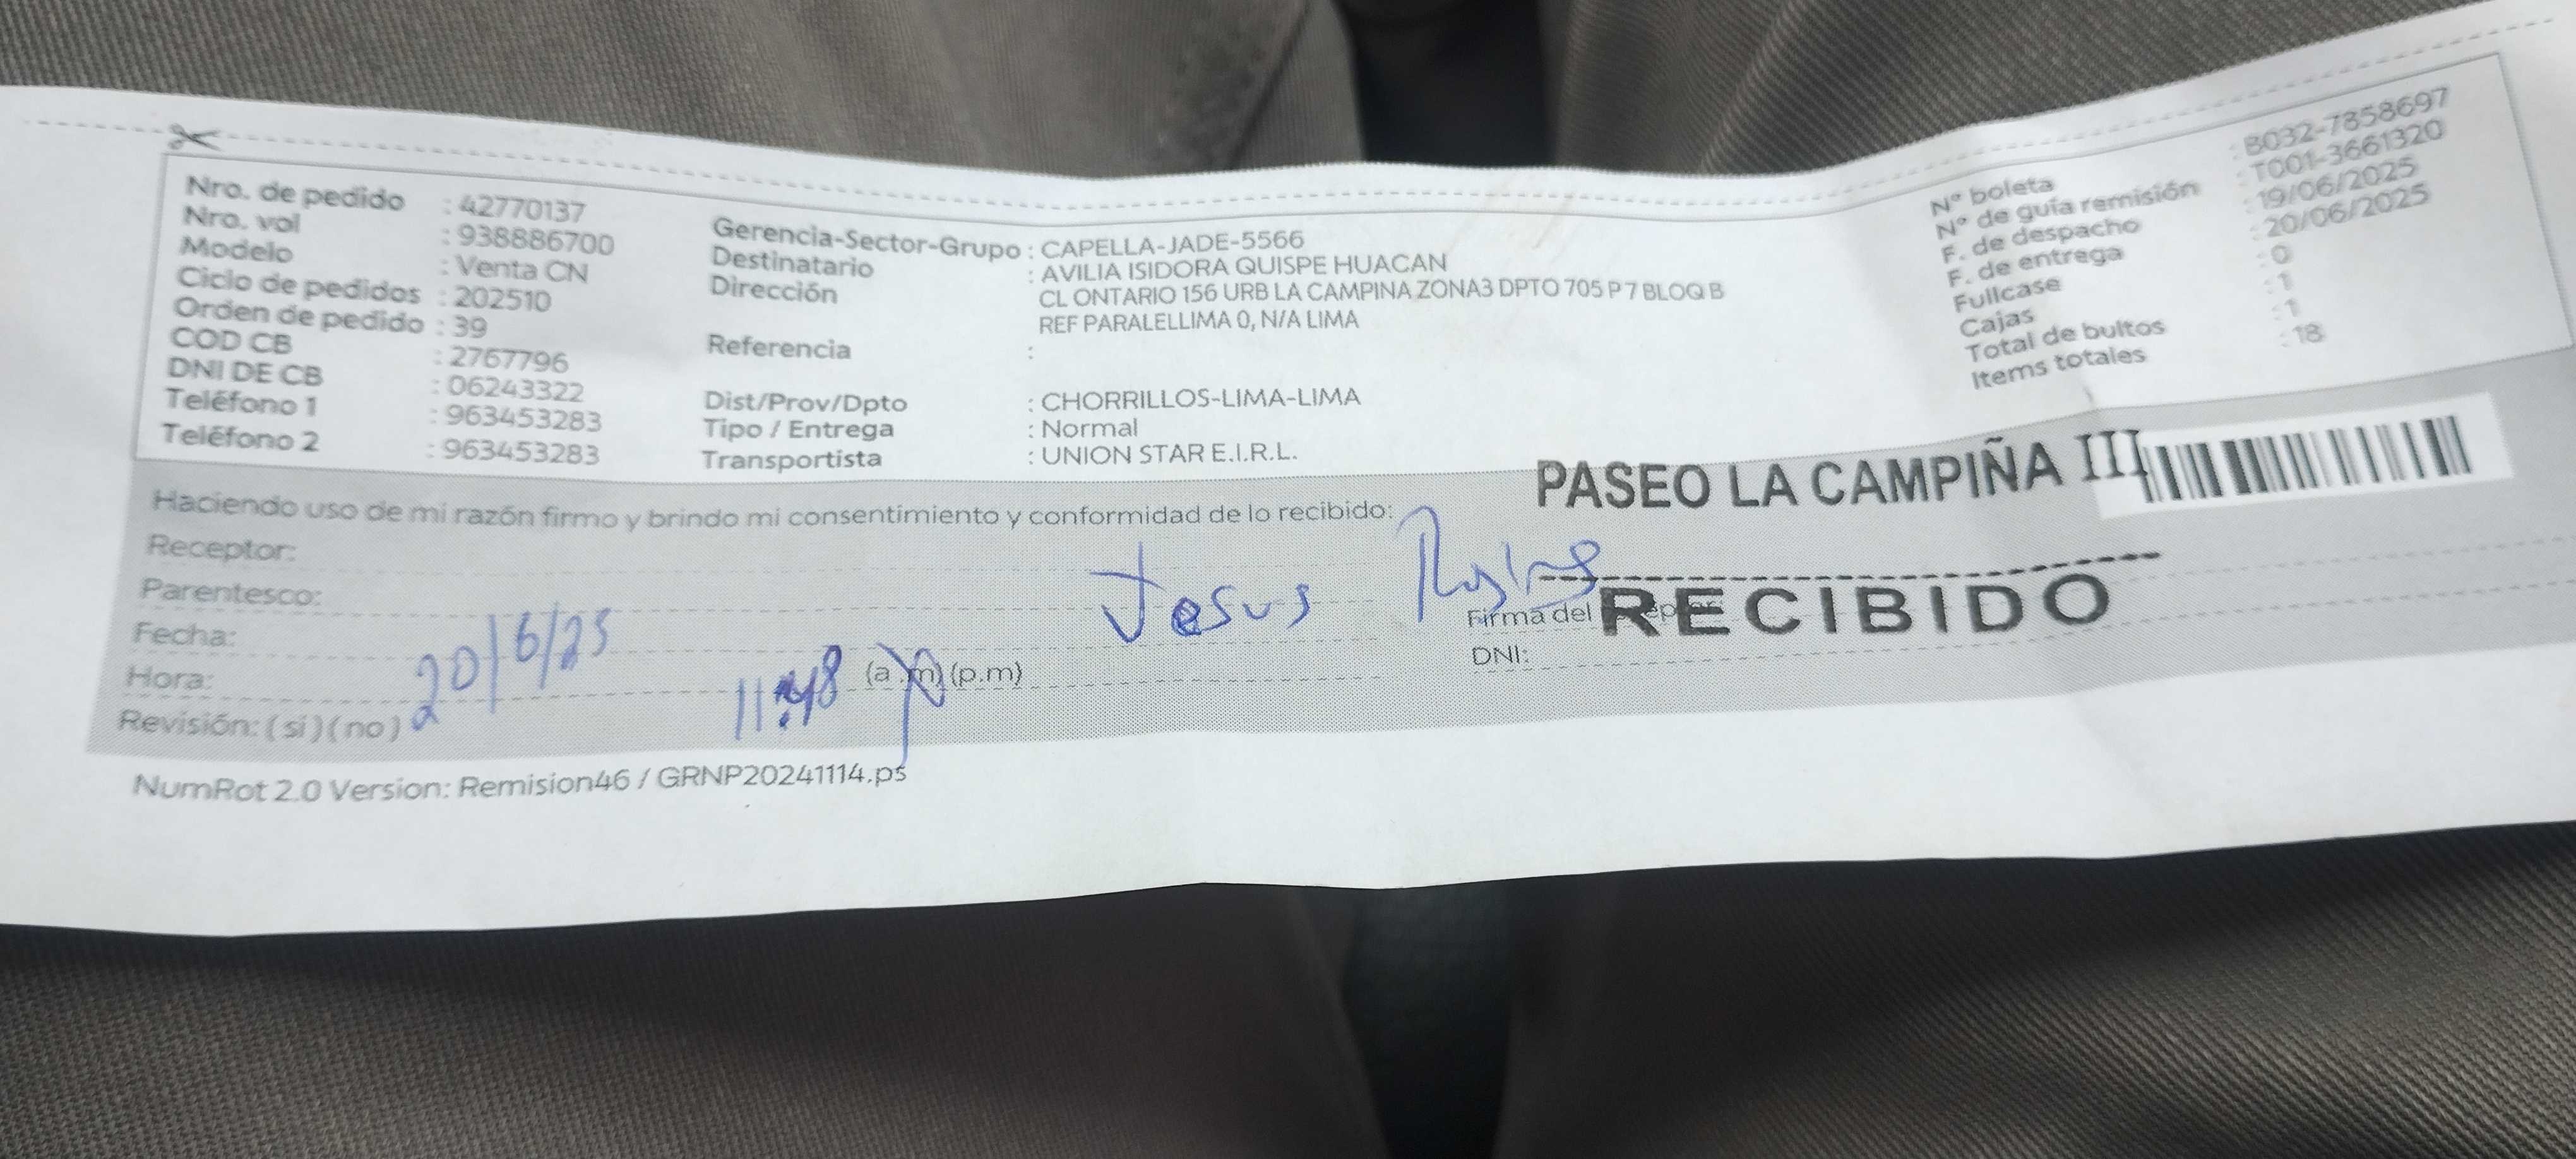 Nro. de pedido : 42770137
Nro. vol : 938886700
Modelo : Venta CN
Ciclo de pedidos : 202510
Orden de pedido : 39
COD CB : 2767796
DNI DE CB : 06243322
Teléfono 1 : 963453283
Teléfono 2 : 963453283
Gerencia-Sector-Grupo : CAPELLA-JADE-5566
Destinatario : AVILIA ISIDORA QUISPE HUACAN
Dirección : CL ONTARIO 156 URB LA CAMPINA ZONA3 DPTO 705 P 7 BLOQ B
REF PARALELLIMA 0, N/A LIMA
Referencia :
Dist/Prov/Dpto : CHORRILLOS-LIMA-LIMA
Tipo / Entrega : Normal
Transportista : UNION STAR E.I.R.L.
N° boleta : B032-7858697
N° de guía remisión : T001-3661320
F. de despacho : 19/06/2025
F. de entrega : 20/06/2025
Fullcase : 0
Cajas : 1
Total de bultos : 1
Items totales : 18
PASEO LA CAMPIÑA III
Haciendo uso de mi razón firmo y brindo mi consentimiento y conformidad de lo recibido:
Receptor:
Jesus
Parentesco:
Fecha: 20/6/25
Hora: 11:48 (a.m) (p.m)
Revisión: ( si ) ( no )
Firma del
RECIBIDO
DNI:
NumRot 2.0 Version: Remision46 / GRNP20241114.ps